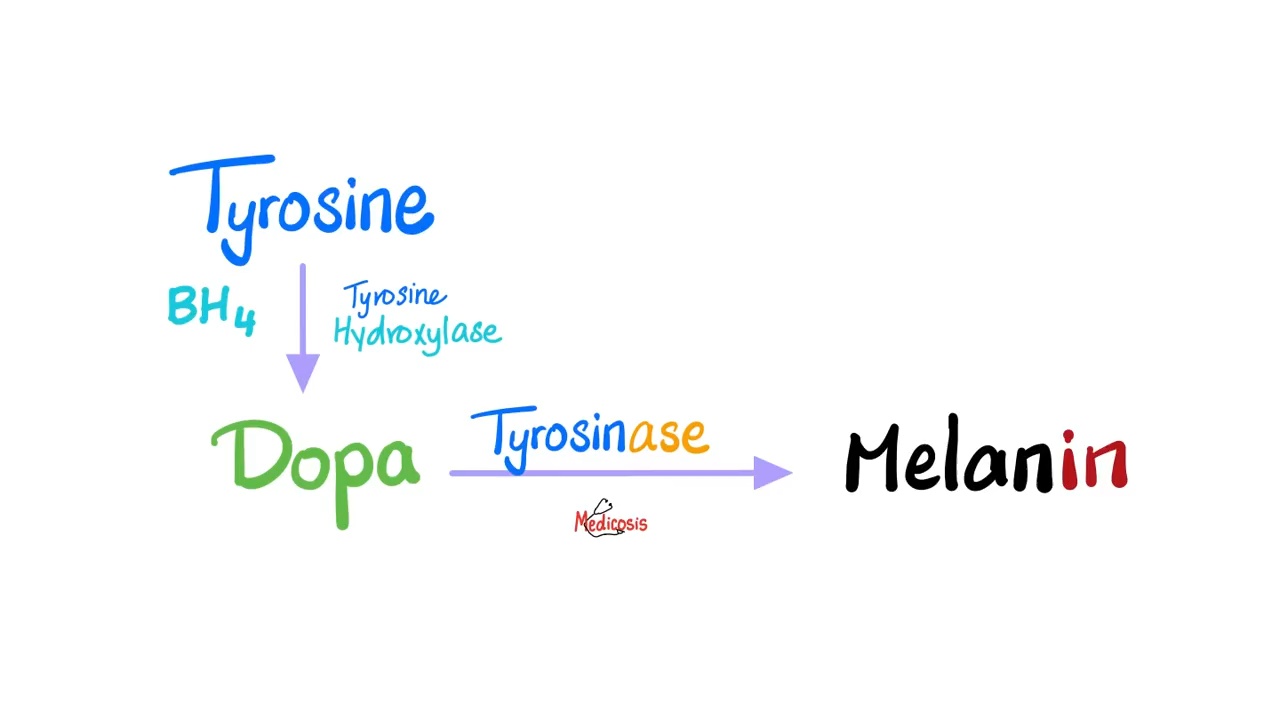 Tyrosine
BH4
Tyrosine
Hydroxylase
Dopa
Tyrosinase
Melanin
Medicosis